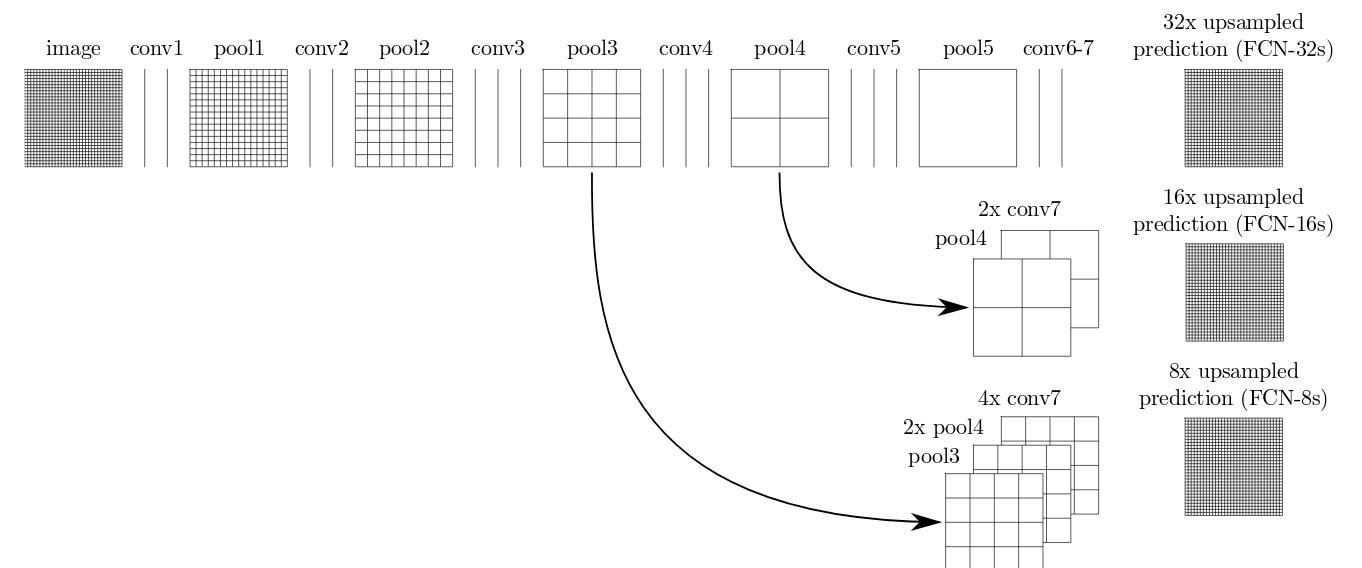 image conv1 pool1 conv2 pool2 conv3 pool3 conv4 pool4 conv5 pool5 conv6-7
32x upsampled
prediction (FCN-32s)
16x upsampled
prediction (FCN-16s)
2x conv7
pool4
8x upsampled
prediction (FCN-8s)
4x conv7
2x pool4
pool3